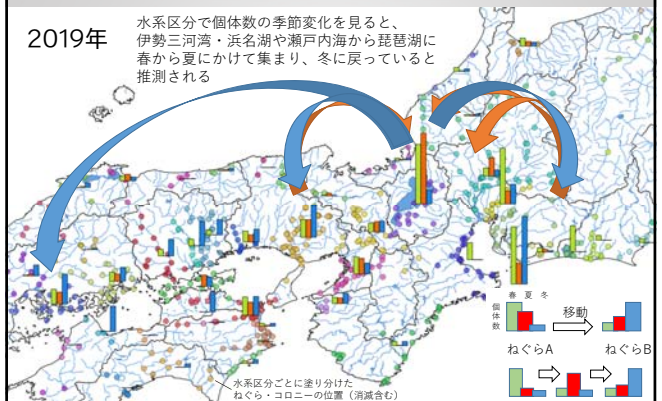 2019年
水系区分で個体数の季節変化を見ると、
伊勢三河湾・浜名湖や瀬戸内海から琵琶湖に
春から夏にかけて集まり、冬に戻っていると
推測される
春 夏 冬
個体数
移動
ねぐらA
ねぐらB
水系区分ごとに塗り分けた
ねぐら・コロニーの位置（消滅含む）